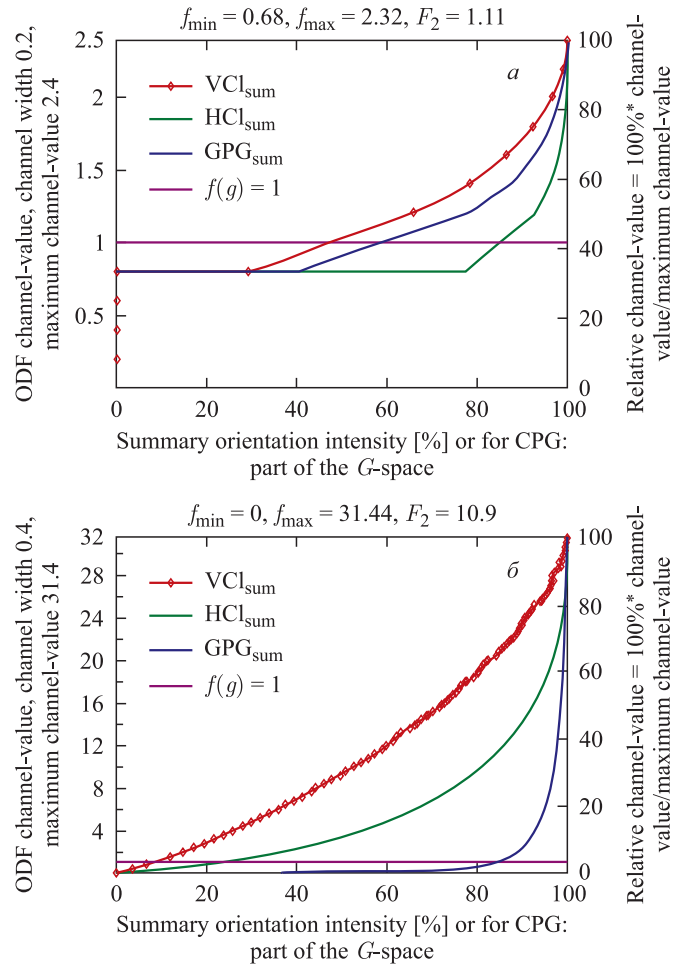 f_min = 0.68, f_max = 2.32, F_2 = 1.11
ODF channel-value, channel width 0.2,
maximum channel-value 2.4
2.5
2
1.5
1
0.5
VCl_sum
HCl_sum
GPG_sum
f(g) = 1
а
100
80
60
40
20
0
Relative channel-value = 100%* channel-
value/maximum channel-value
0 20 40 60 80 100
Summary orientation intensity [%] or for CPG:
part of the G-space
f_min = 0, f_max = 31.44, F_2 = 10.9
ODF channel-value, channel width 0.4,
maximum channel-value 31.4
32
28
24
20
16
12
8
4
VCl_sum
HCl_sum
GPG_sum
f(g) = 1
б
100
80
60
40
20
0
Relative channel-value = 100%* channel-
value/maximum channel-value
0 20 40 60 80 100
Summary orientation intensity [%] or for CPG:
part of the G-space